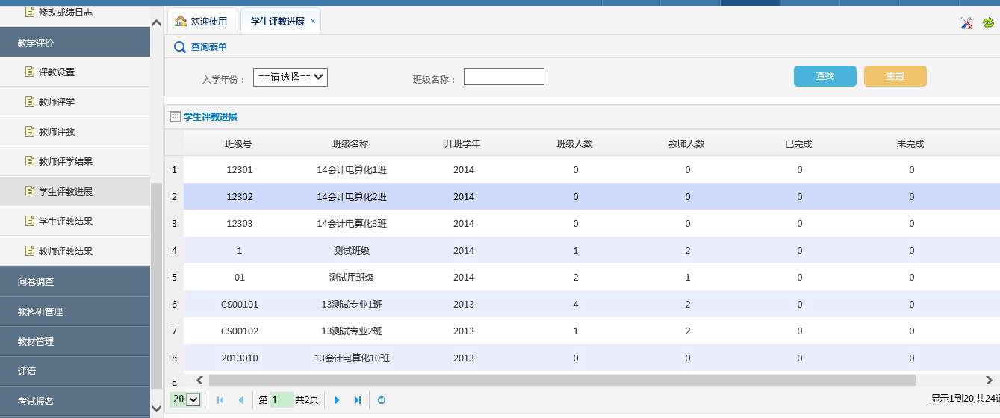 修改成绩日志
教学评价
评教设置
教师评学
教师评教
教师评学结果
学生评教进展
学生评教结果
教师评教结果
问卷调查
教科研管理
教材管理
评语
考试报名
欢迎使用 学生评教进展 ×
查询表单
入学年份： ==请选择== 班级名称： 查找 重置
学生评教进展
班级号 班级名称 开班学年 班级人数 教师人数 已完成 未完成
1 12301 14会计电算化1班 2014 0 0 0 0
2 12302 14会计电算化2班 2014 0 0 0 0
3 12303 14会计电算化3班 2014 0 0 0 0
4 1 测试班级 2014 1 2 0 0
5 01 测试用班级 2014 2 1 0 0
6 CS00101 13测试专业1班 2013 4 2 0 0
7 CS00102 13测试专业2班 2013 1 2 0 0
8 2013010 13会计电算化10班 2013 0 0 0 0
9
20 第 1 共2页 显示1到20,共24记